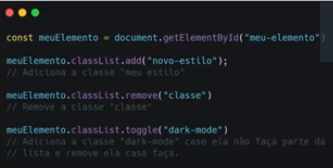 const meuElemento = document.getElementById("meu-elemento")
meuElemento.classList.add("novo-estilo");
// Adiciona a classe "meu estilo"
meuElemento.classList.remove("classe")
// Remove a classe "classe"
meuElemento.classList.toggle("dark-mode")
// Adiciona a classe "dark-mode" caso ela não faça parte da
// lista e remove ela caso faça.